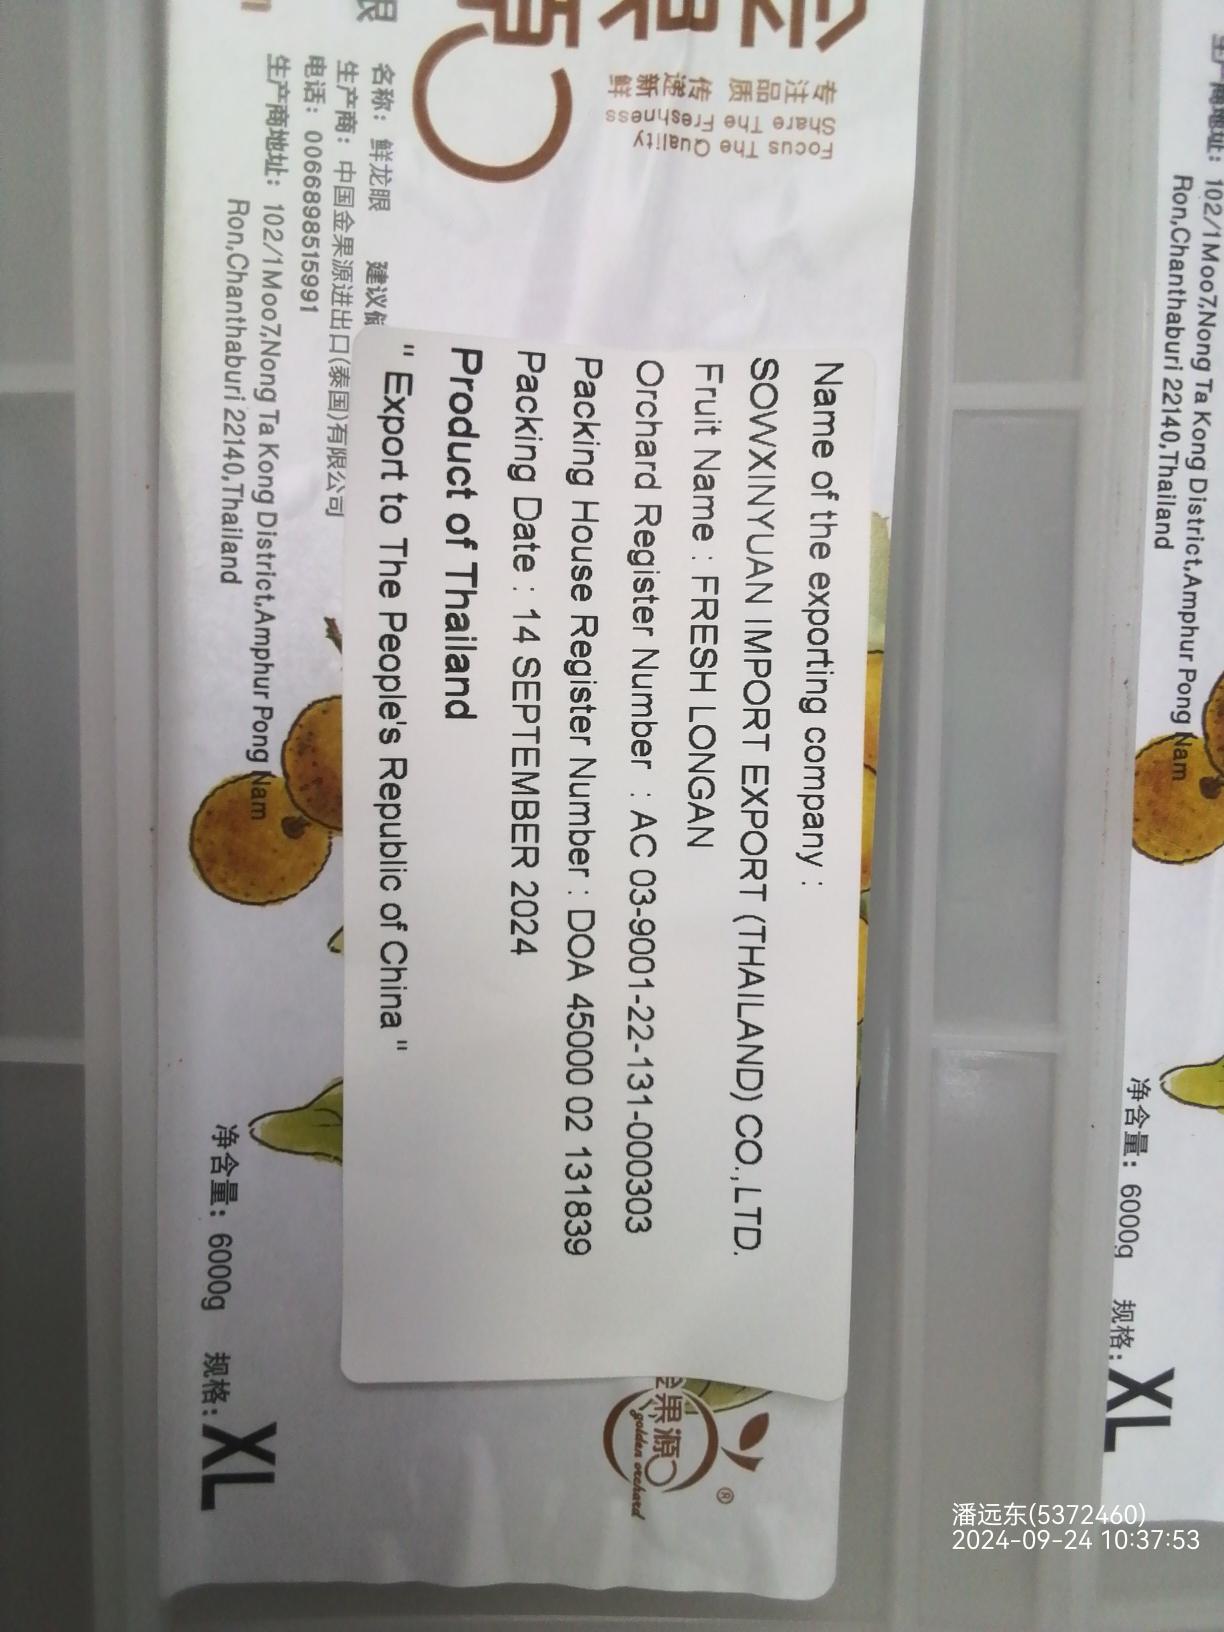 专注品质 传递新鲜
Share The Freshness
Focus The Quality
名称：鲜龙眼 建议
生产商：中国金果源进出口(泰国)有限公司
电话：0066898515991
生产商地址：102/1Moo7,Nong Ta Kong District,Amphur Pong Nam
Ron,Chanthaburi 22140,Thailand
Name of the exporting company :
SOWXINYUAN IMPORT EXPORT (THAILAND) CO.,LTD.
Fruit Name : FRESH LONGAN
Orchard Register Number : AC 03-9001-22-131-000303
Packing House Register Number : DOA 45000 02 131839
Packing Date : 14 SEPTEMBER 2024
Product of Thailand
" Export to The People's Republic of China "
净含量：6000g 规格：XL
金果源
golden orchard
®
生产商地址：102/1Moo7,Nong Ta Kong District,Amphur Pong Nam
Ron,Chanthaburi 22140,Thailand
净含量：6000g 规格：XL
潘远东(5372460)
2024-09-24 10:37:53